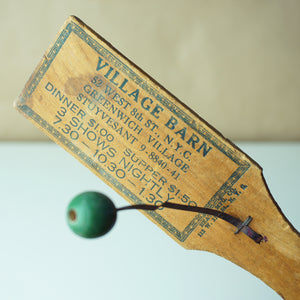 VILLAGE BARN
52 WEST 8th ST. N.Y.C.
GREENWICH VILLAGE
STUYVESANT 9-8840-41
DINNER $1.00 SUPPER $1.50
3 SHOWS NIGHTLY
7:30 - 10:30 - 1:30